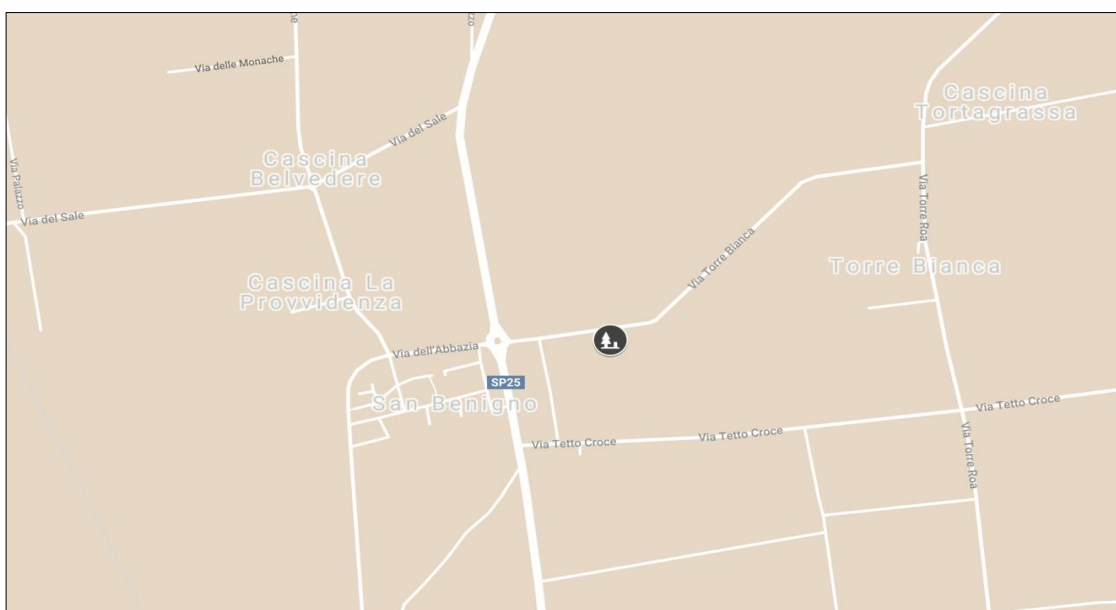 ne
zzo
Via delle Monache
Cascina
Tortagrassa
Via del Sale
Cascina
Belvedere
Via Palazzo
Via del Sale
Via Torre Roa
Via Torre Bianca
Torre Bianca
Cascina La
Provvidenza
Via dell'Abbazia
SP25
San Benigno
Via Tetto Croce
Via Tetto Croce
Via Tetto Croce
Via Torre Roa